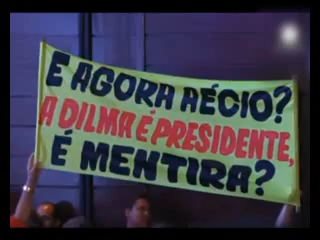 E AGORA AÉCIO?
A DILMA É PRESIDENTE,
É MENTIRA?